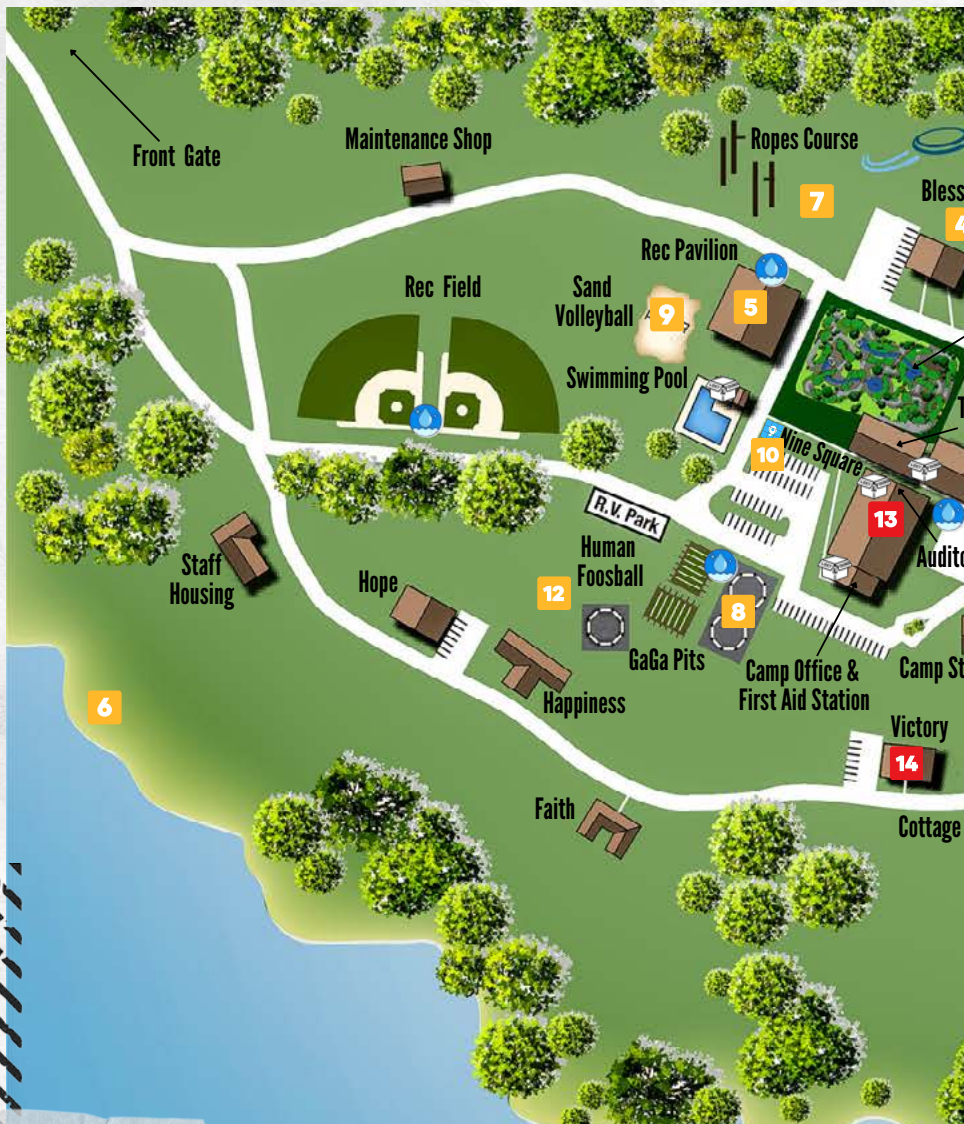 Front Gate
Maintenance Shop
Ropes Course
7
Bless
4
Rec Pavilion
5
Rec Field
Sand
Volleyball
9
Swimming Pool
T
Nine Square
9
10
13
R.V. Park
Audito
Staff
Housing
Hope
Human
Foosball
12
8
GaGa Pits
Camp Office &
First Aid Station
Camp St
Happiness
6
Victory
14
Faith
Cottage